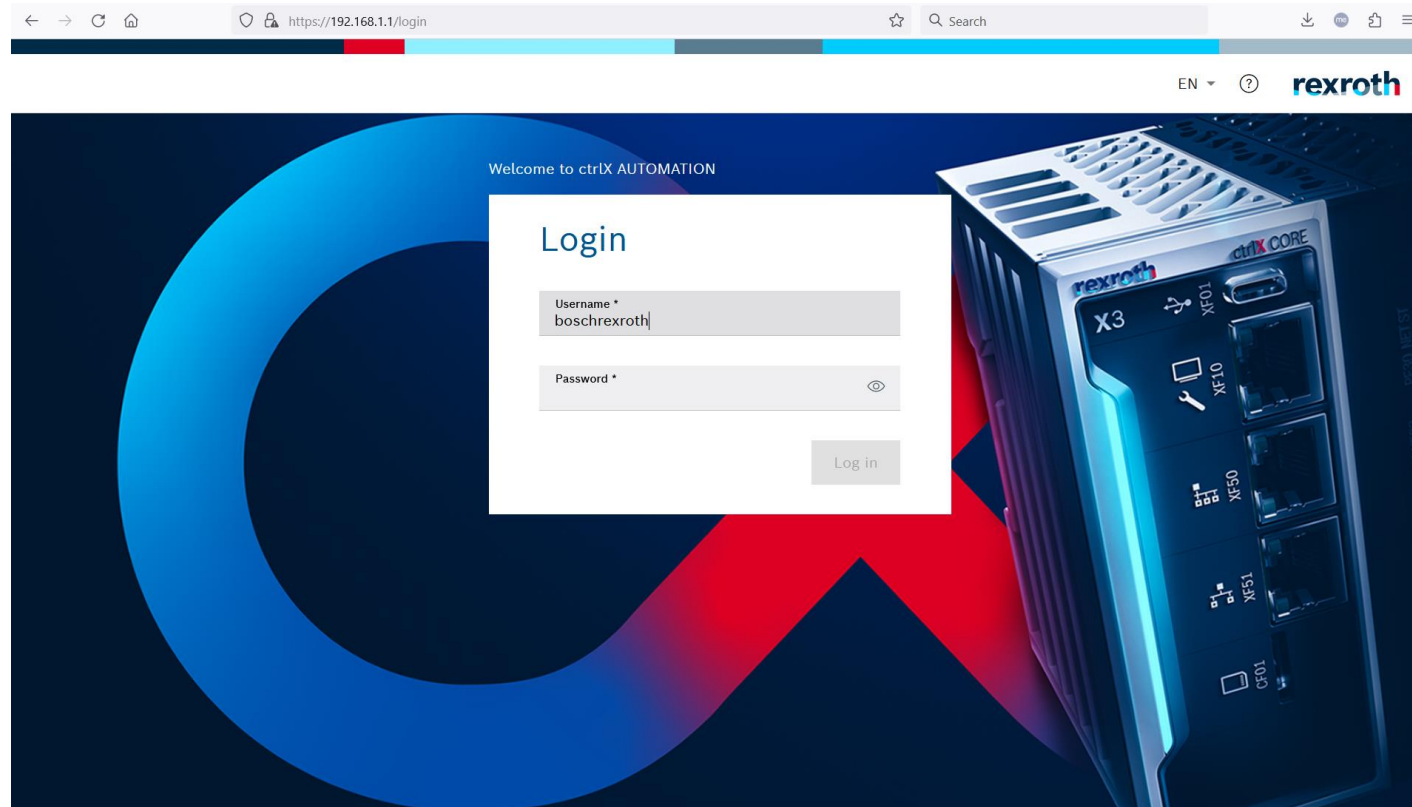 https://192.168.1.1/login
Search
me
EN
rexroth
Welcome to ctrlX AUTOMATION
Login
Username *
boschrexroth
Password *
Log in
rexroth
ctrlX CORE
X3
XF01
XF10
XF50
XF51
CF01